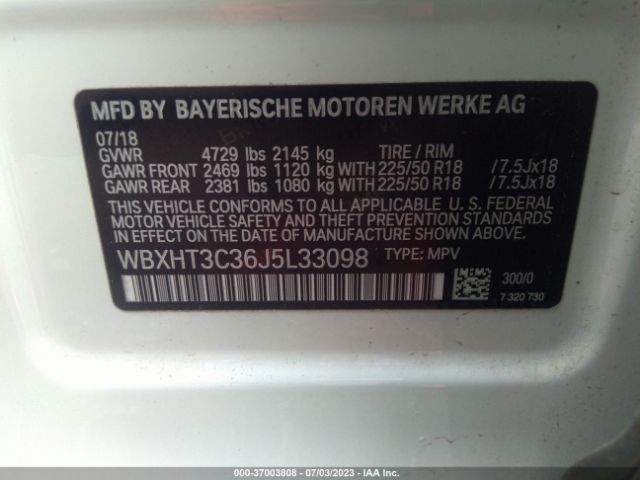 MFD BY BAYERISCHE MOTOREN WERKE AG
07/18
GVWR 4729 lbs 2145 kg TIRE / RIM
GAWR FRONT 2469 lbs 1120 kg WITH 225/50 R18 /7.5Jx18
GAWR REAR 2381 lbs 1080 kg WITH 225/50 R18 /7.5Jx18
THIS VEHICLE CONFORMS TO ALL APPLICABLE U. S. FEDERAL
MOTOR VEHICLE SAFETY AND THEFT PREVENTION STANDARDS
IN EFFECT ON THE DATE OF MANUFACTURE SHOWN ABOVE.
WBXHT3C36J5L33098 TYPE: MPV
300/0
7 320 730
000-37003808 - 07/03/2023 - IAA Inc.